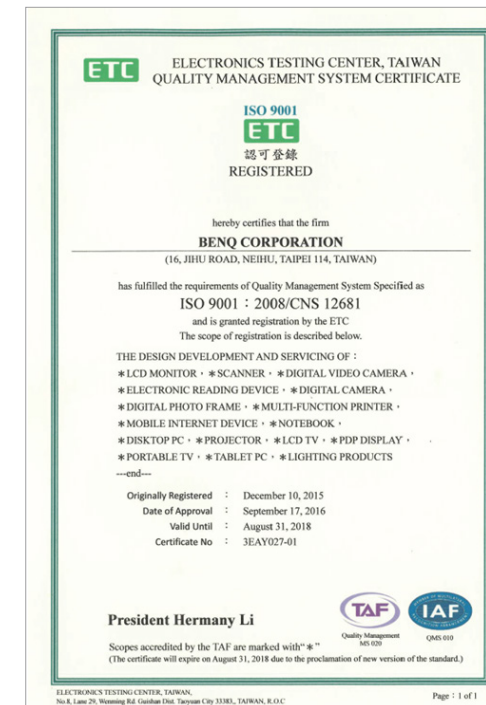 ETC
ELECTRONICS TESTING CENTER, TAIWAN
QUALITY MANAGEMENT SYSTEM CERTIFICATE
ISO 9001
ETC
認可登錄
REGISTERED
hereby certifies that the firm
BENQ CORPORATION
(16, JIHU ROAD, NEIHU, TAIPEI 114, TAIWAN)
has fulfilled the requirements of Quality Management System Specified as
ISO 9001：2008/CNS 12681
and is granted registration by the ETC
The scope of registration is described below.
THE DESIGN DEVELOPMENT AND SERVICING OF：
＊LCD MONITOR，＊SCANNER，＊DIGITAL VIDEO CAMERA，
＊ELECTRONIC READING DEVICE，＊DIGITAL CAMERA，
＊DIGITAL PHOTO FRAME，＊MULTI-FUNCTION PRINTER，
＊MOBILE INTERNET DEVICE，＊NOTEBOOK，
＊DISKTOP PC，＊PROJECTOR，＊LCD TV，＊PDP DISPLAY，
＊PORTABLE TV，＊TABLET PC，＊LIGHTING PRODUCTS
---end---
Originally Registered ： December 10, 2015
Date of Approval ： September 17, 2016
Valid Until ： August 31, 2018
Certificate No ： 3EAY027-01
President Hermany Li
TAF
Quality Management
MS 020
IAF
QMS 010
Scopes accredited by the TAF are marked with“＊”
(The certificate will expire on August 31, 2018 due to the proclamation of new version of the standard.)
ELECTRONICS TESTING CENTER, TAIWAN,
No.8, Lane 29, Wenming Rd. Guishan Dist. Taoyuan City 33383,, TAIWAN, R.O.C
Page：1 of 1